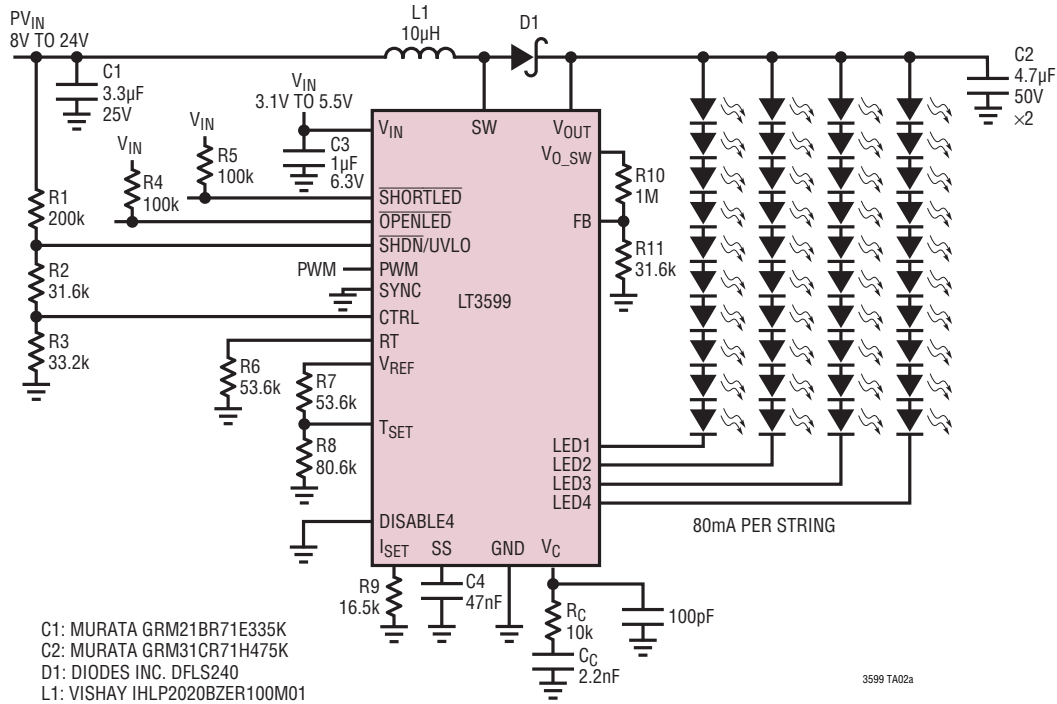 PVIN
8V TO 24V
L1
10µH
D1
C1
3.3µF
25V
VIN
3.1V TO 5.5V
C2
4.7µF
50V
×2
VIN
VIN
R5
100k
R4
100k
C3
1µF
6.3V
VIN
SW
VOUT
VO_SW
R10
1M
R1
200k
SHORTLED
OPENLED
FB
SHDN/UVLO
R11
31.6k
R2
31.6k
PWM
PWM
SYNC
LT3599
CTRL
R3
33.2k
RT
R6
53.6k
VREF
R7
53.6k
TSET
R8
80.6k
LED1
LED2
LED3
LED4
DISABLE4
80mA PER STRING
ISET
SS
GND
VC
R9
16.5k
C4
47nF
RC
10k
100pF
CC
2.2nF
C1: MURATA GRM21BR71E335K
C2: MURATA GRM31CR71H475K
D1: DIODES INC. DFLS240
L1: VISHAY IHLP2020BZER100M01
3599 TA02a